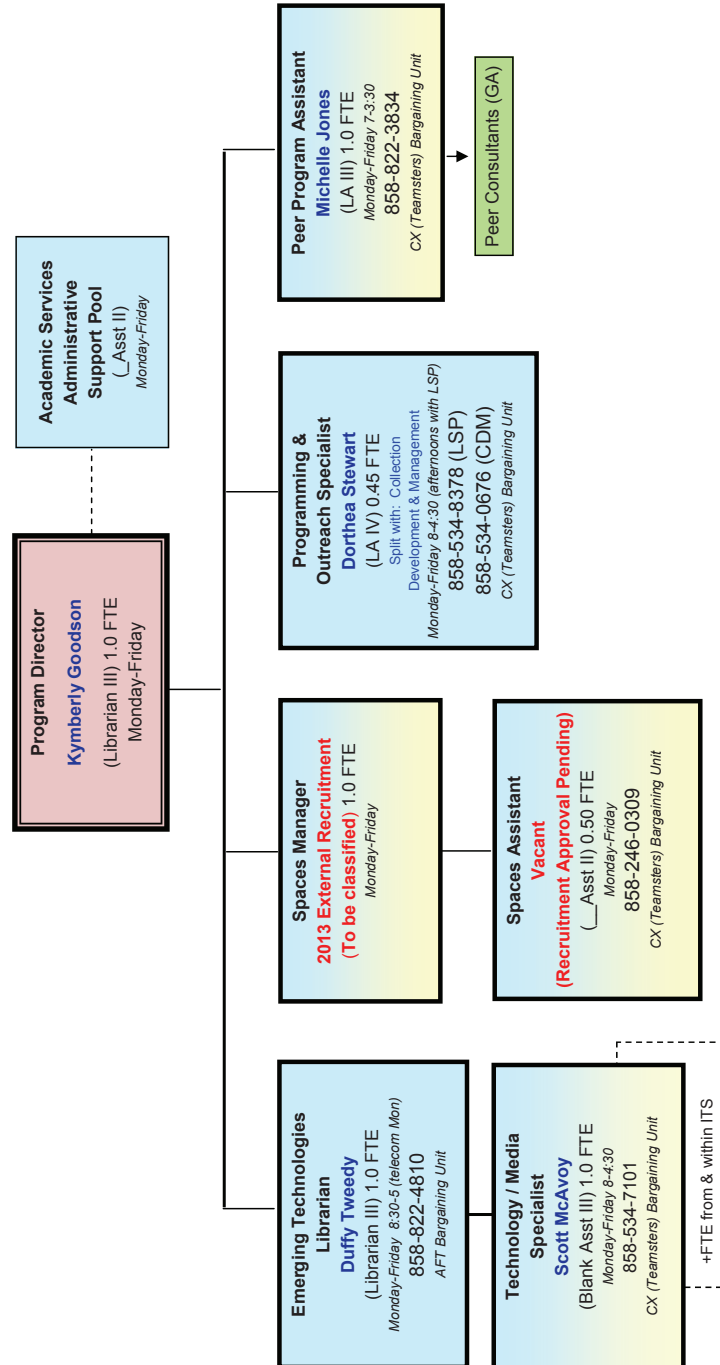 Program Director
Kymberly Goodson
(Librarian III) 1.0 FTE
Monday-Friday
Academic Services
Administrative
Support Pool
(_Asst II)
Monday-Friday
Emerging Technologies
Librarian
Duffy Tweedy
(Librarian III) 1.0 FTE
Monday-Friday 8:30-5 (telecom Mon)
858-822-4810
AFT Bargaining Unit
Spaces Manager
2013 External Recruitment
(To be classified) 1.0 FTE
Monday-Friday
Programming &
Outreach Specialist
Dorthea Stewart
(LA IV) 0.45 FTE
Split with: Collection
Development & Management
Monday-Friday 8-4:30 (afternoons with LSP)
858-534-8378 (LSP)
858-534-0676 (CDM)
CX (Teamsters) Bargaining Unit
Peer Program Assistant
Michelle Jones
(LA III) 1.0 FTE
Monday-Friday 7-3:30
858-822-3834
CX (Teamsters) Bargaining Unit
Technology / Media
Specialist
Scott McAvoy
(Blank Asst III) 1.0 FTE
Monday-Friday 8-4:30
858-534-7101
CX (Teamsters) Bargaining Unit
Spaces Assistant
Vacant
(Recruitment Approval Pending)
(__Asst II) 0.50 FTE
Monday-Friday
858-246-0309
CX (Teamsters) Bargaining Unit
Peer Consultants (GA)
+FTE from & within ITS